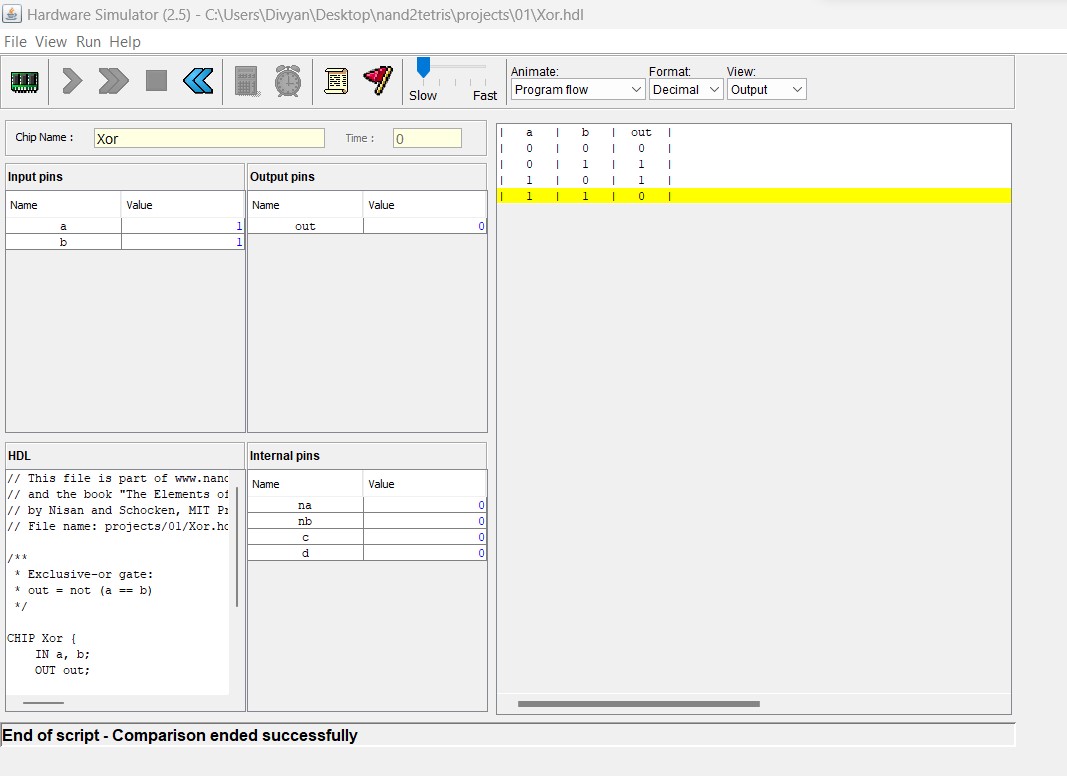 Hardware Simulator (2.5) - C:\Users\Divyan\Desktop\nand2tetris\projects\01\Xor.hdl
File View Run Help
Slow Fast
Animate: Format: View:
Program flow Decimal Output
Chip Name : Xor Time : 0
Input pins
Name Value
a 1
b 1
Output pins
Name Value
out 0
| a | b | out |
| 0 | 0 | 0 |
| 0 | 1 | 1 |
| 1 | 0 | 1 |
| 1 | 1 | 0 |
HDL
// This file is part of www.nand
// and the book "The Elements of
// by Nisan and Schocken, MIT Pr
// File name: projects/01/Xor.hd
/**
* Exclusive-or gate:
* out = not (a == b)
*/
CHIP Xor {
IN a, b;
OUT out;
Internal pins
Name Value
na 0
nb 0
c 0
d 0
End of script - Comparison ended successfully